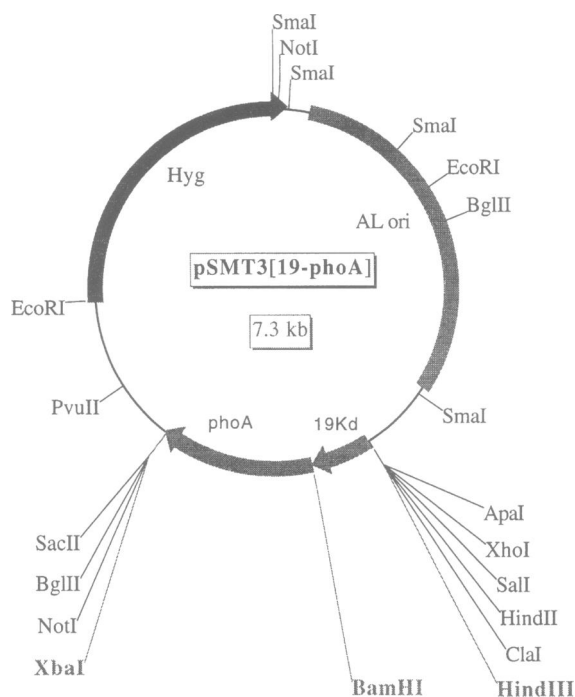 SmaI
NotI
SmaI
SmaI
EcoRI
BglII
Hyg
AL ori
pSMT3[19-phoA]
EcoRI
7.3 kb
PvuII
phoA
19Kd
SmaI
SacII
BglII
NotI
XbaI
BamHI
ApaI
XhoI
SalI
HindII
ClaI
HindIII